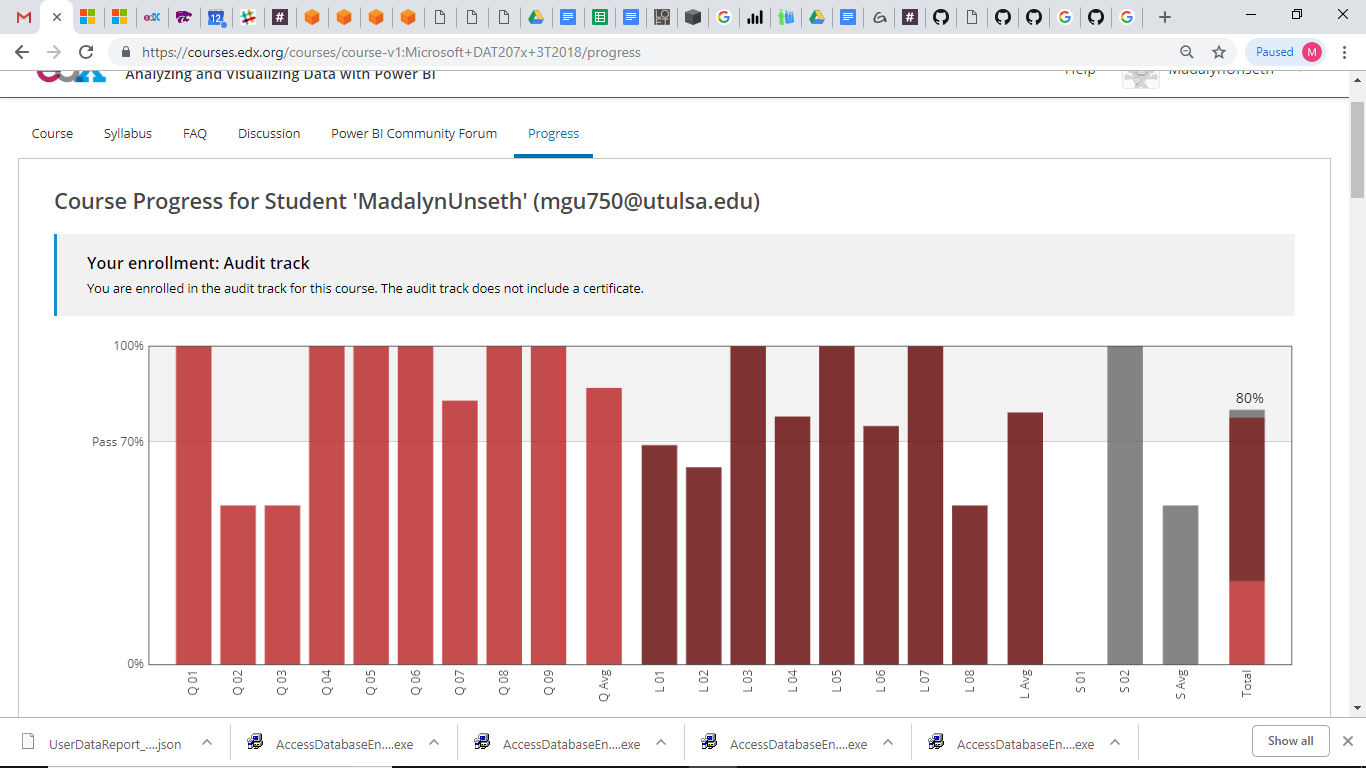 12
https://courses.edx.org/courses/course-v1:Microsoft+DAT207x+3T2018/progress
Paused M
Analyzing and Visualizing Data with Power BI
Help MadalynUnseth
Course Syllabus FAQ Discussion Power BI Community Forum Progress
Course Progress for Student 'MadalynUnseth' (mgu750@utulsa.edu)
Your enrollment: Audit track
You are enrolled in the audit track for this course. The audit track does not include a certificate.
100%
80%
Pass 70%
0%
Q 01 Q 02 Q 03 Q 04 Q 05 Q 06 Q 07 Q 08 Q 09 Q Avg L 01 L 02 L 03 L 04 L 05 L 06 L 07 L 08 L Avg S 01 S 02 S Avg Total
UserDataReport_....json AccessDatabaseEn....exe AccessDatabaseEn....exe AccessDatabaseEn....exe AccessDatabaseEn....exe Show all